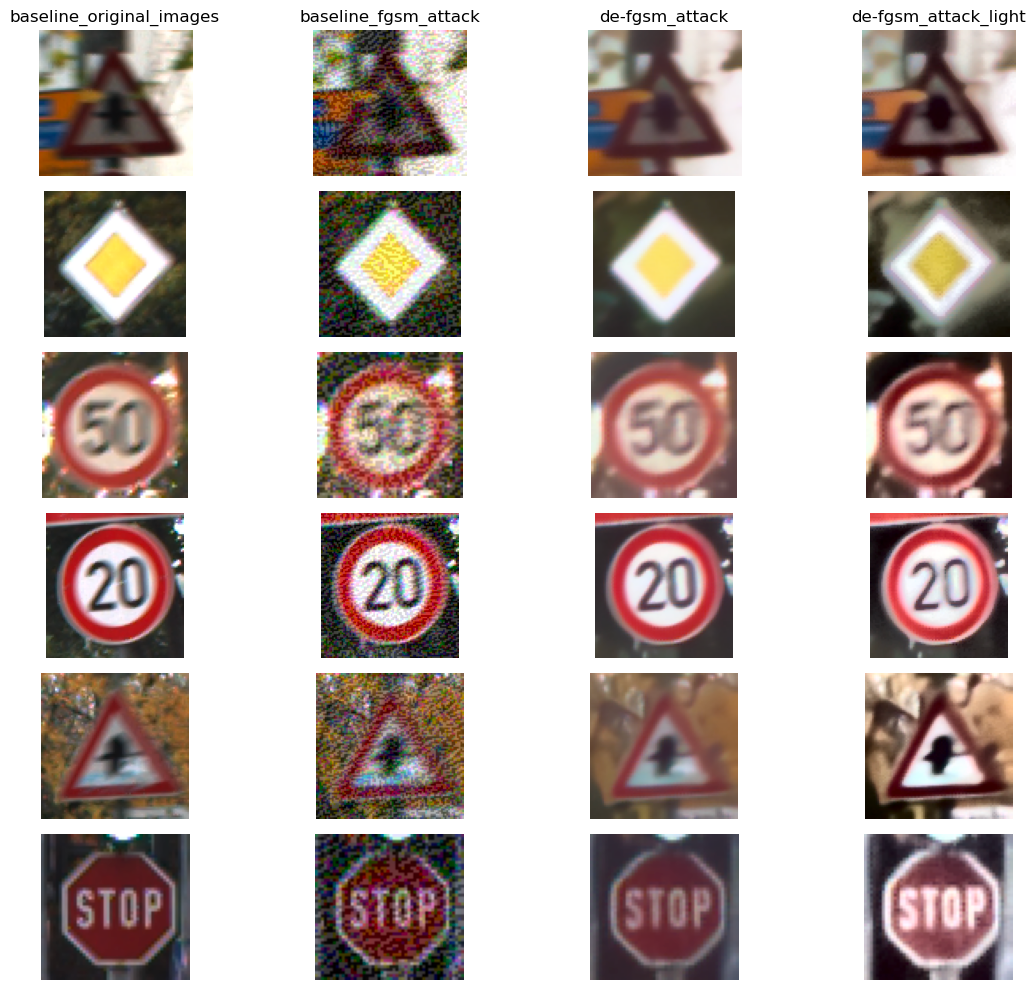 baseline_original_images baseline_fgsm_attack de-fgsm_attack de-fgsm_attack_light
50 50 50 50
20 20 20 20
STOP STOP STOP STOP